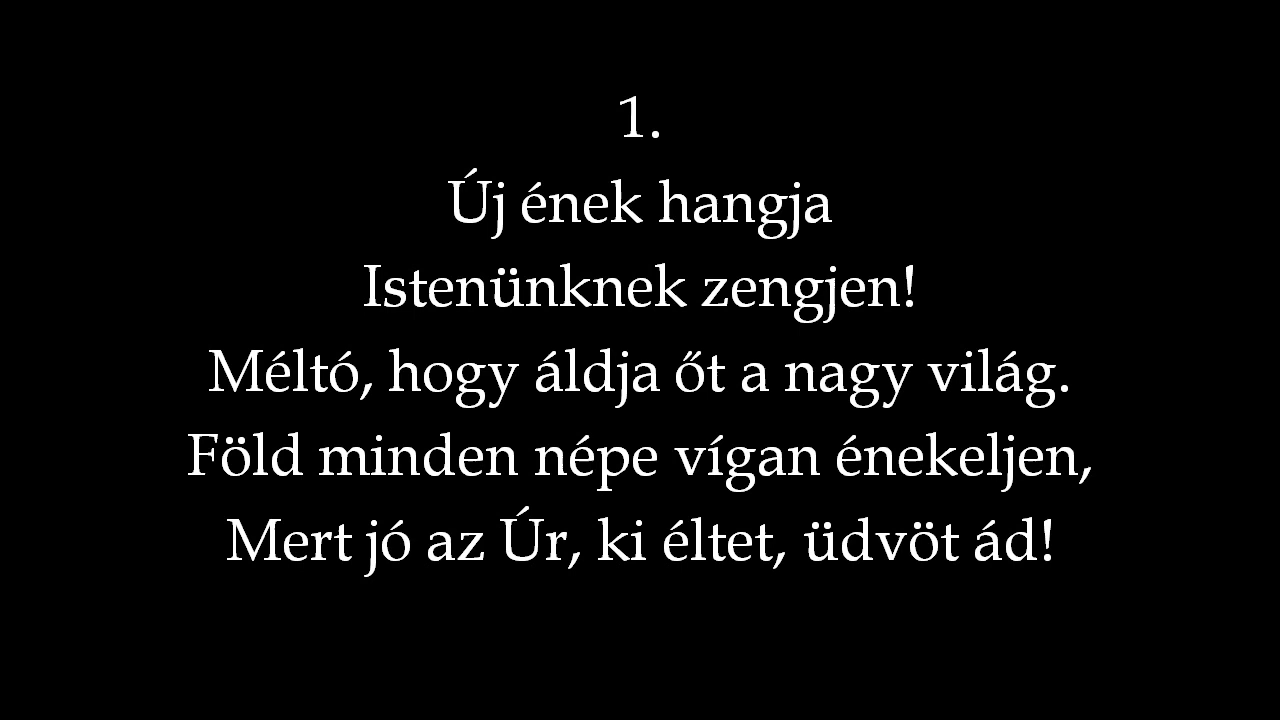 1.
Új ének hangja
Istenünknek zengjen!
Méltó, hogy áldja őt a nagy világ.
Föld minden népe vígan énekeljen,
Mert jó az Úr, ki éltet, üdvöt ád!